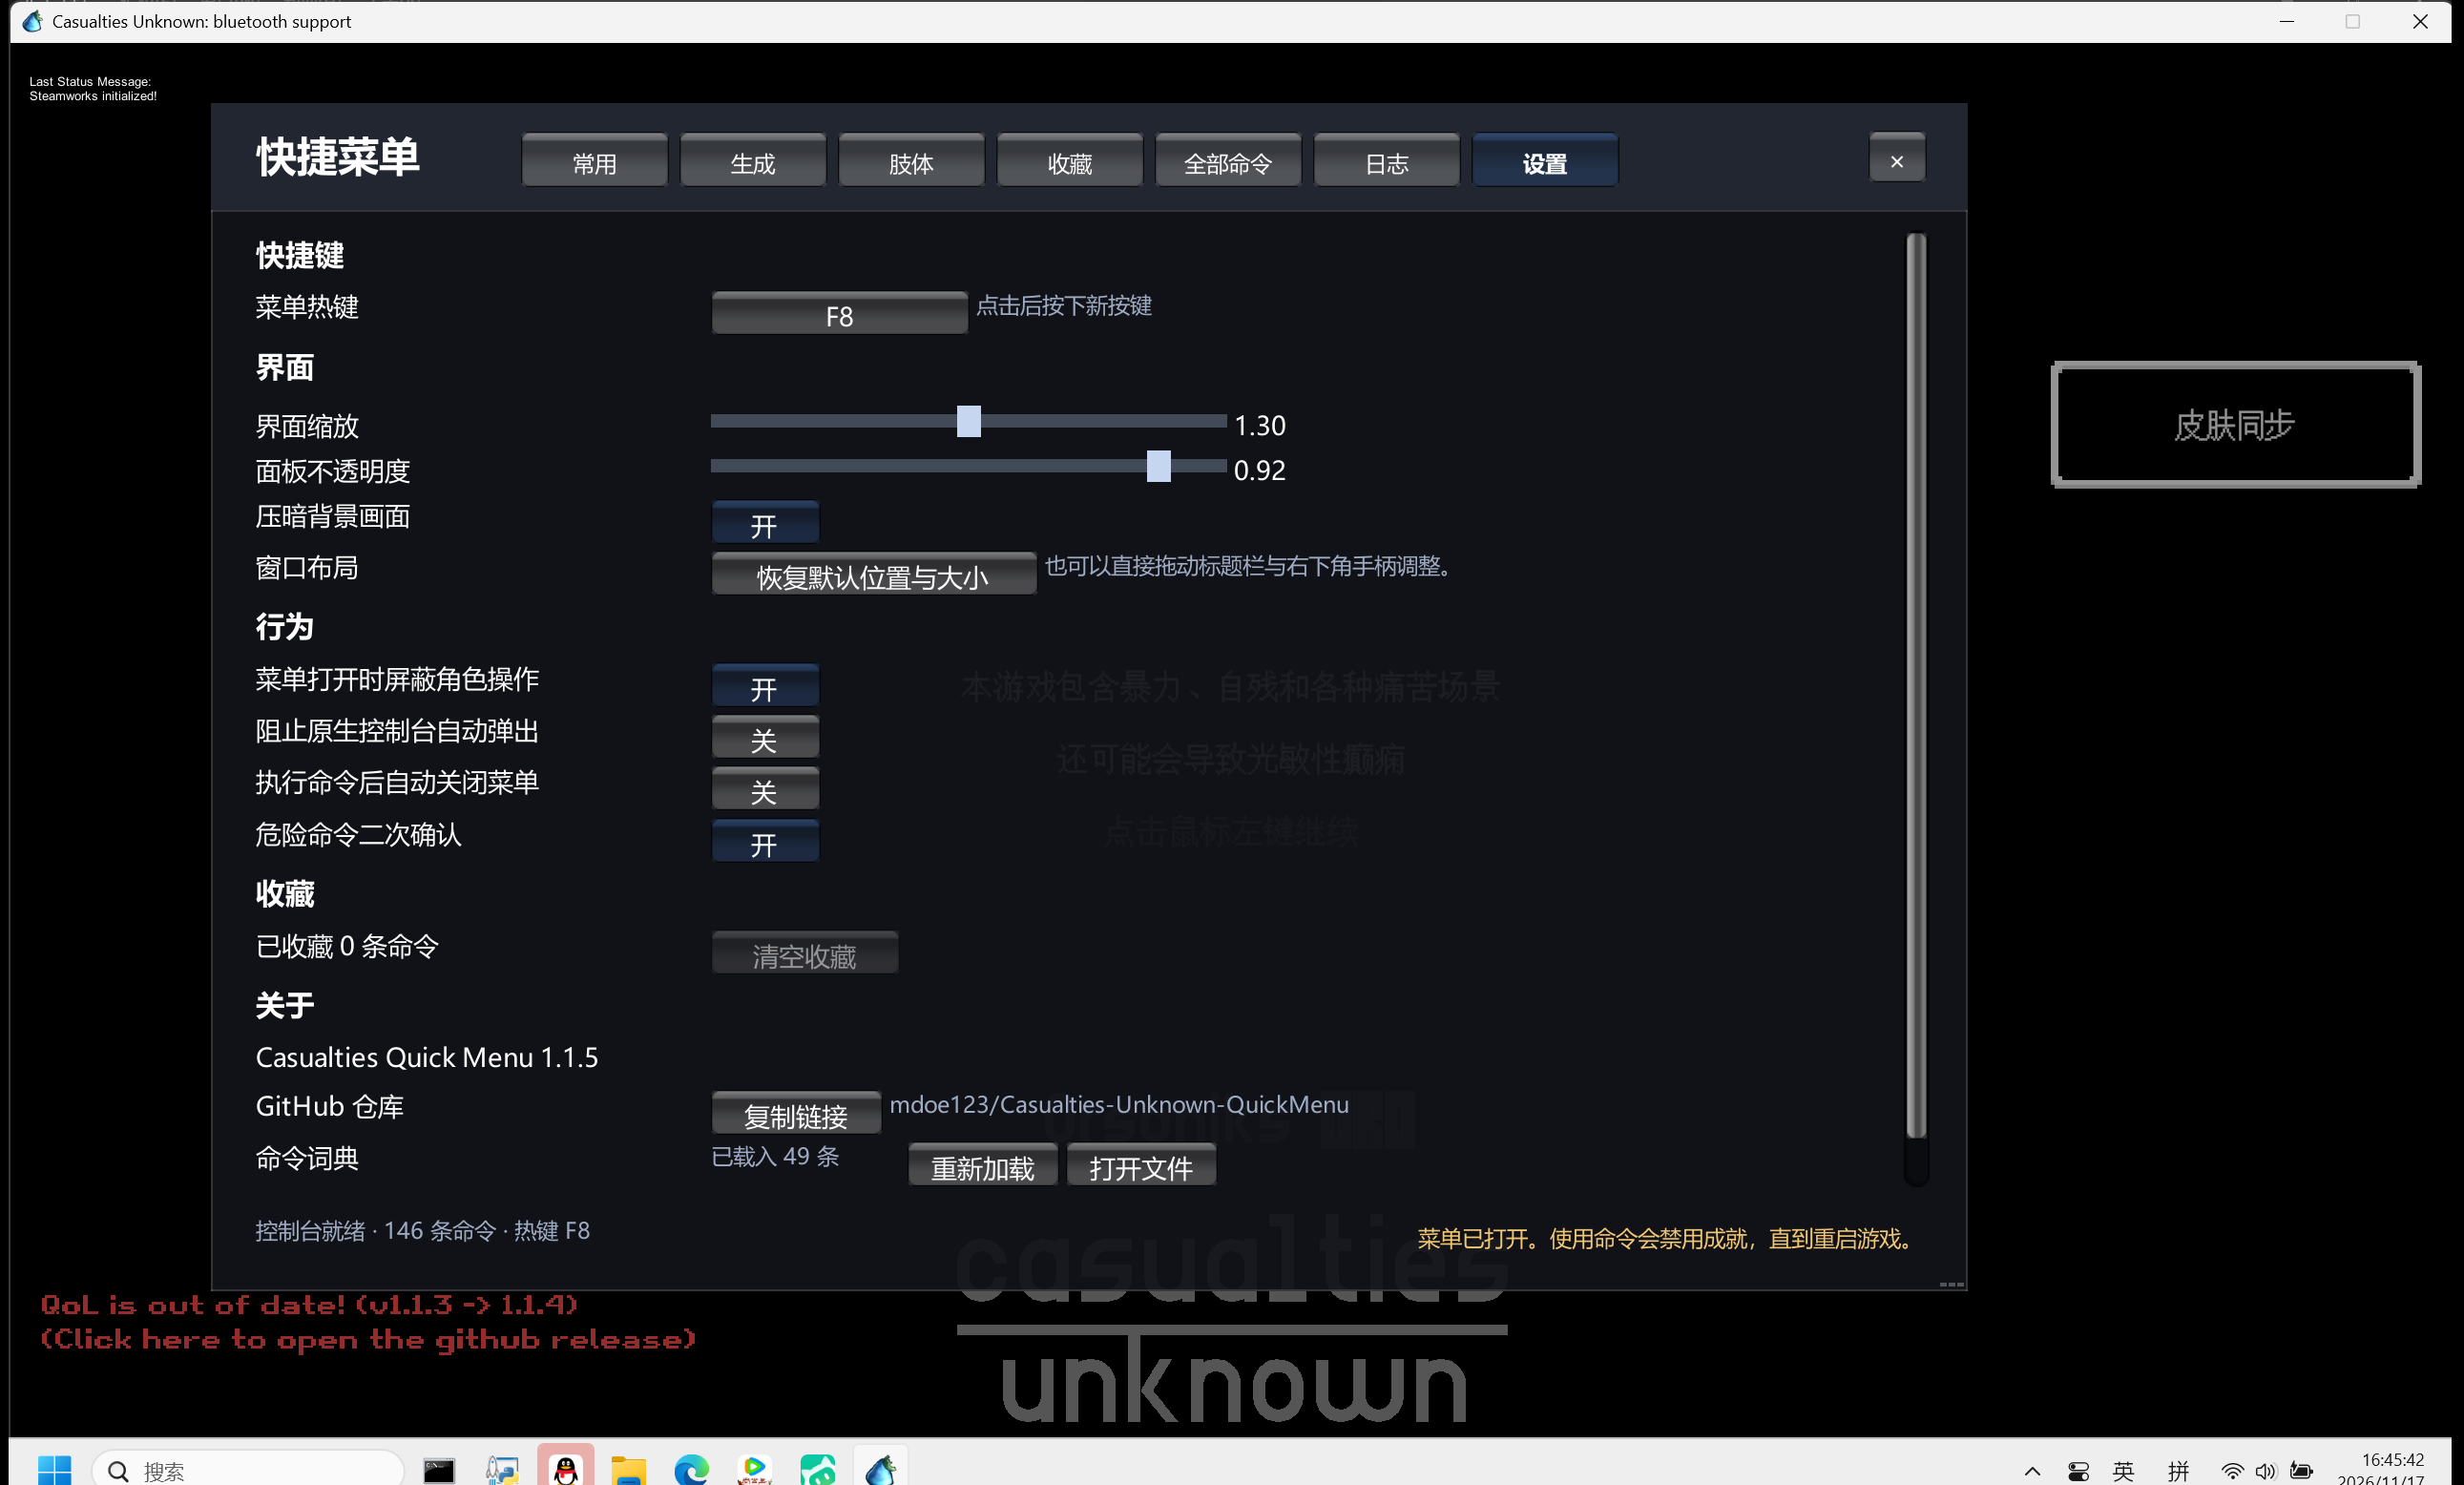 Casualties Unknown: bluetooth support
Last Status Message:
Steamworks initialized!
快捷菜单
常用
生成
肢体
收藏
全部命令
日志
设置
×
快捷键
菜单热键
F8
点击后按下新按键
界面
界面缩放
1.30
面板不透明度
0.92
压暗背景画面
开
窗口布局
恢复默认位置与大小
也可以直接拖动标题栏与右下角手柄调整。
皮肤同步
行为
菜单打开时屏蔽角色操作
开
阻止原生控制台自动弹出
关
执行命令后自动关闭菜单
关
危险命令二次确认
开
本游戏包含暴力、自残和各种痛苦场景
还可能会导致光敏性癫痫
点击鼠标左键继续
收藏
已收藏 0 条命令
清空收藏
关于
Casualties Quick Menu 1.1.5
GitHub 仓库
复制链接
mdoe123/Casualties-Unknown-QuickMenu
命令词典
已载入 49 条
重新加载
打开文件
控制台就绪 · 146 条命令 · 热键 F8
菜单已打开。使用命令会禁用成就，直到重启游戏。
QoL is out of date! (v1.1.3 -> 1.1.4)
(Click here to open the github release)
casualties
unknown
搜索
英
拼
16:45:42
2026/11/17